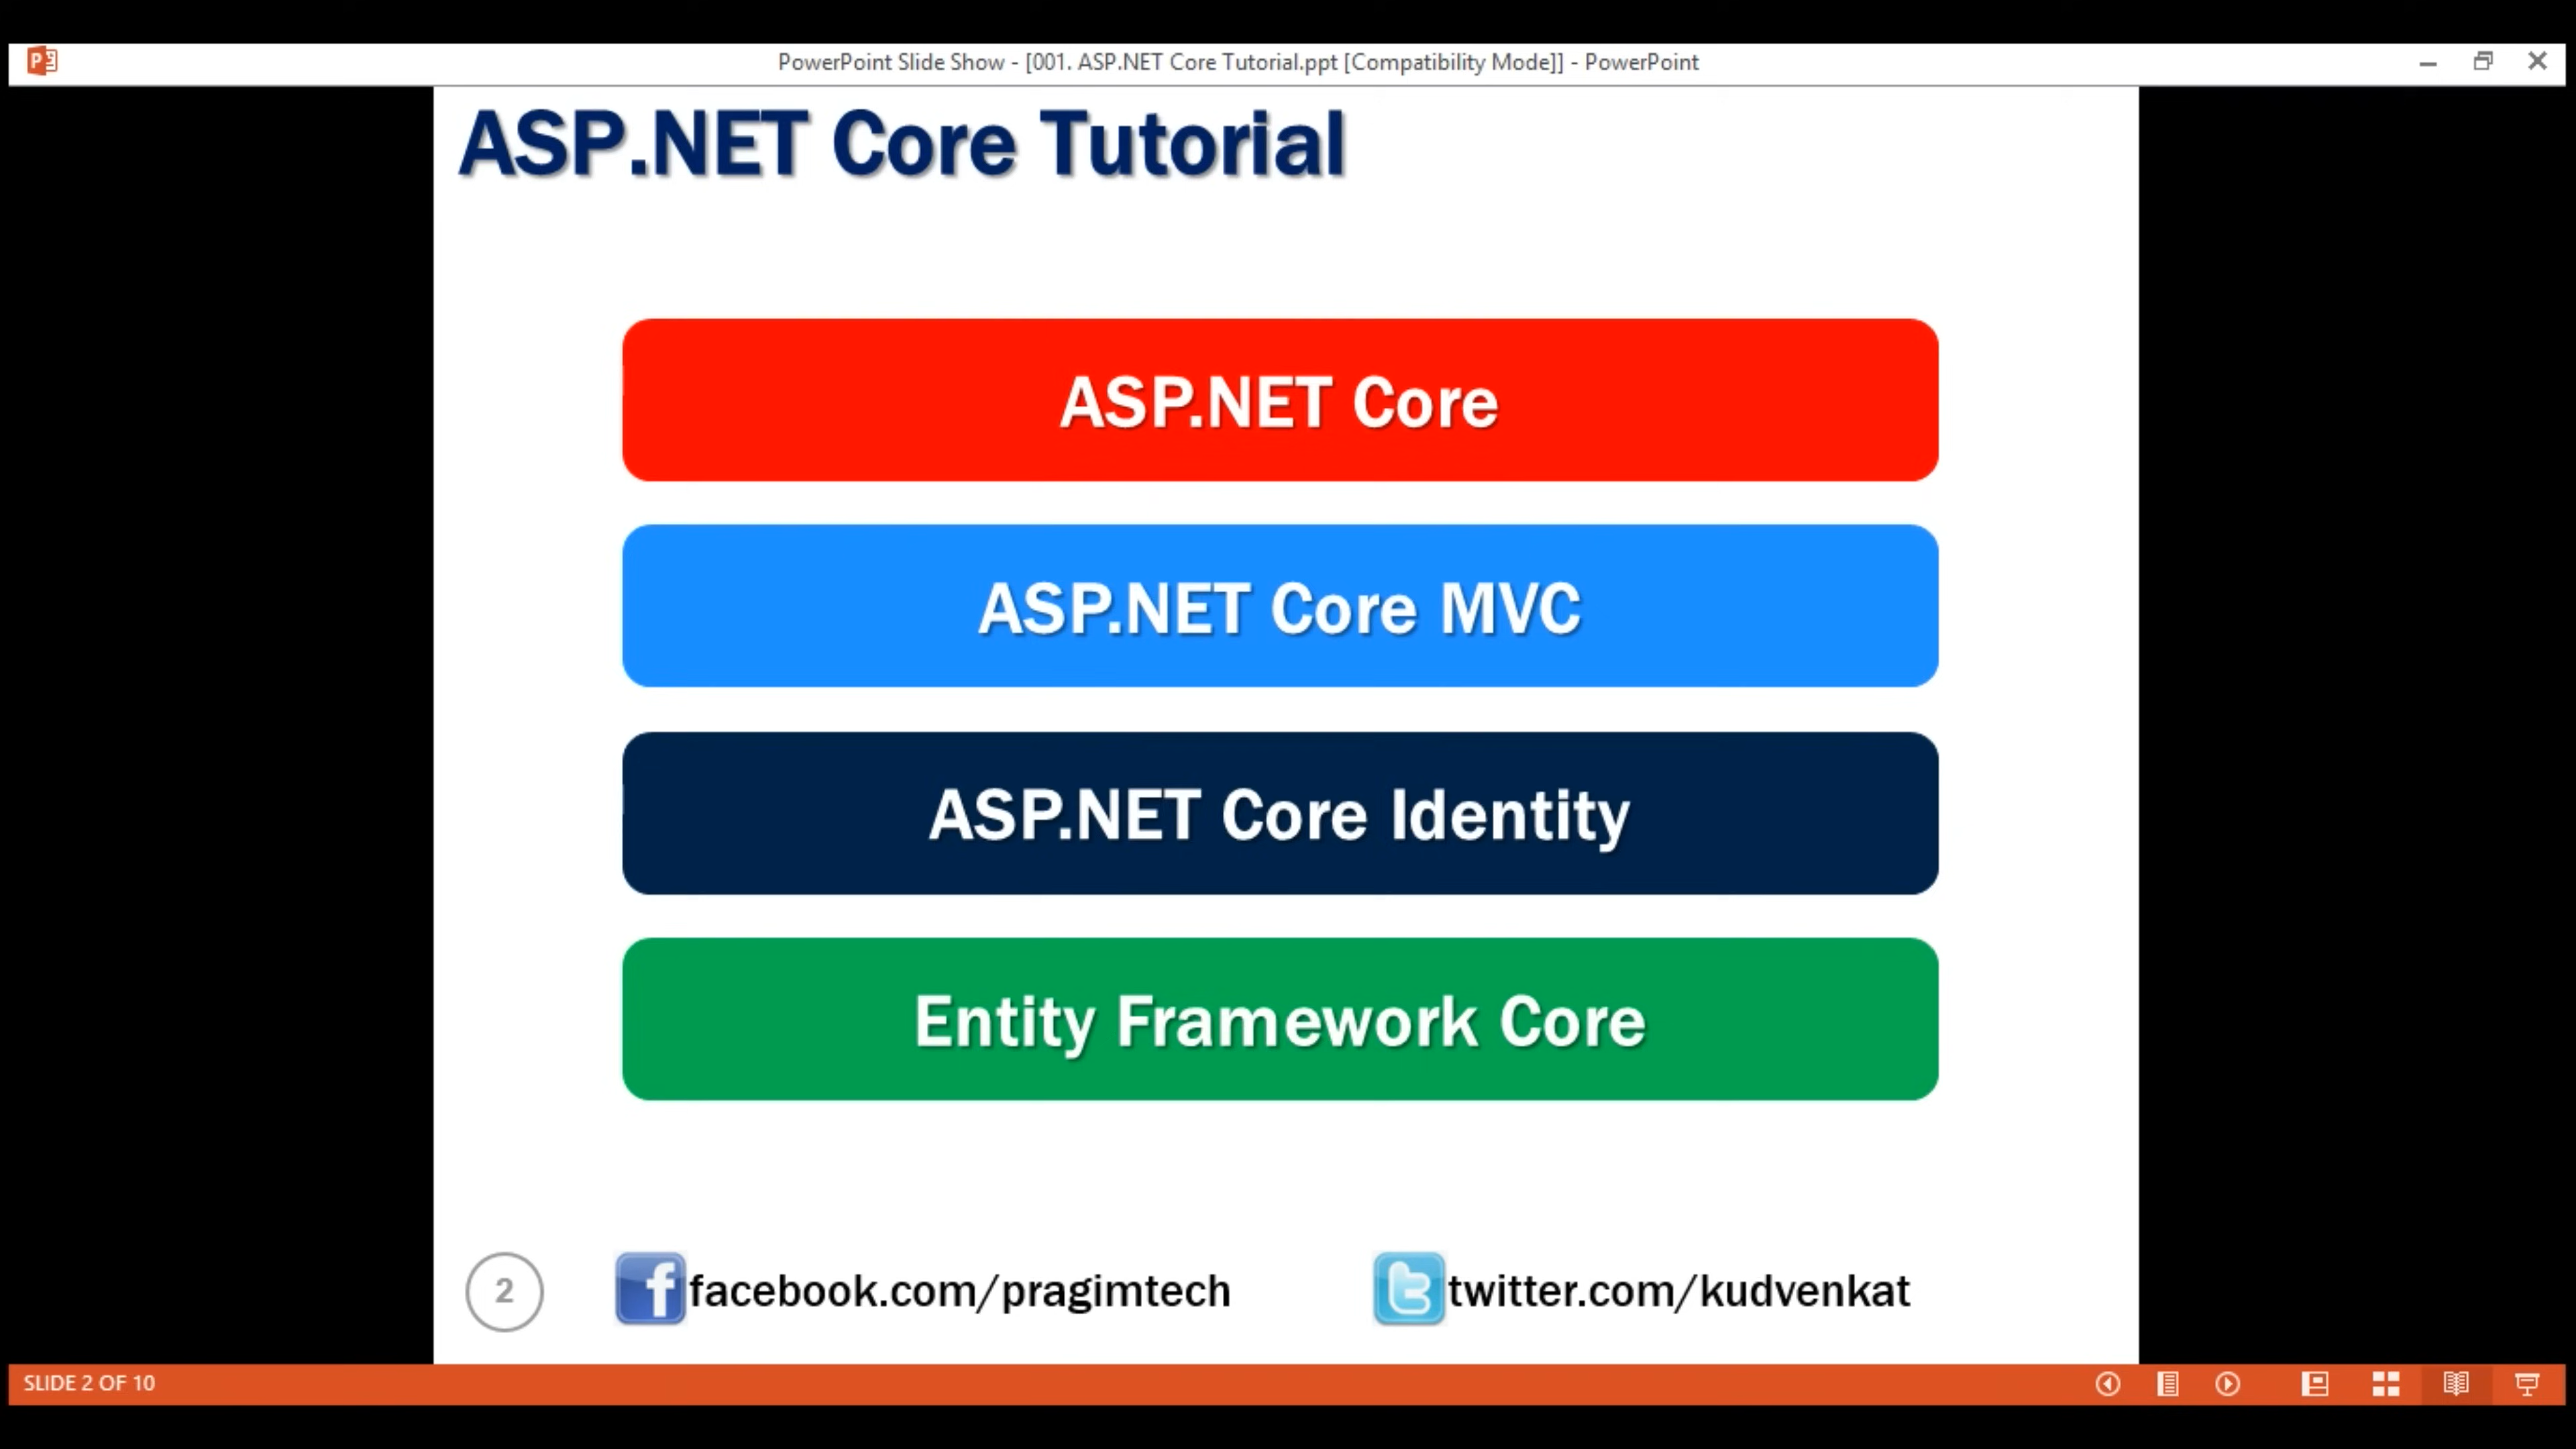 PowerPoint Slide Show - [001. ASP.NET Core Tutorial.ppt [Compatibility Mode]] - PowerPoint
ASP.NET Core Tutorial
ASP.NET Core
ASP.NET Core MVC
ASP.NET Core Identity
Entity Framework Core
2
facebook.com/pragimtech
twitter.com/kudvenkat
SLIDE 2 OF 10